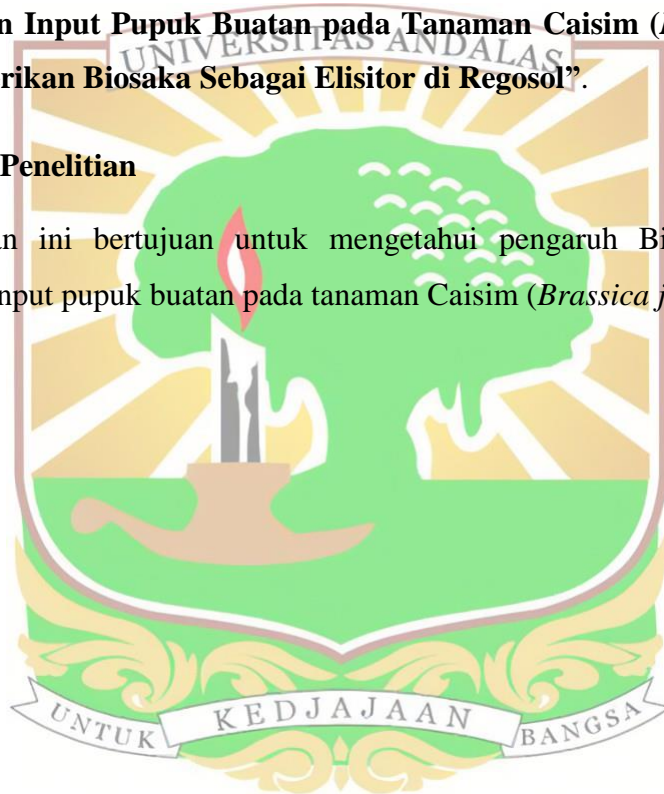 n Input Pupuk Buatan pada Tanaman Caisim (
UNIVERSITAS ANDALAS
rikan Biosaka Sebagai Elisitor di Regosol”.
Penelitian
an ini bertujuan untuk mengetahui pengaruh Bi
nput pupuk buatan pada tanaman Caisim (Brassica j
UNTUK KEDJAJAAN BANGSA